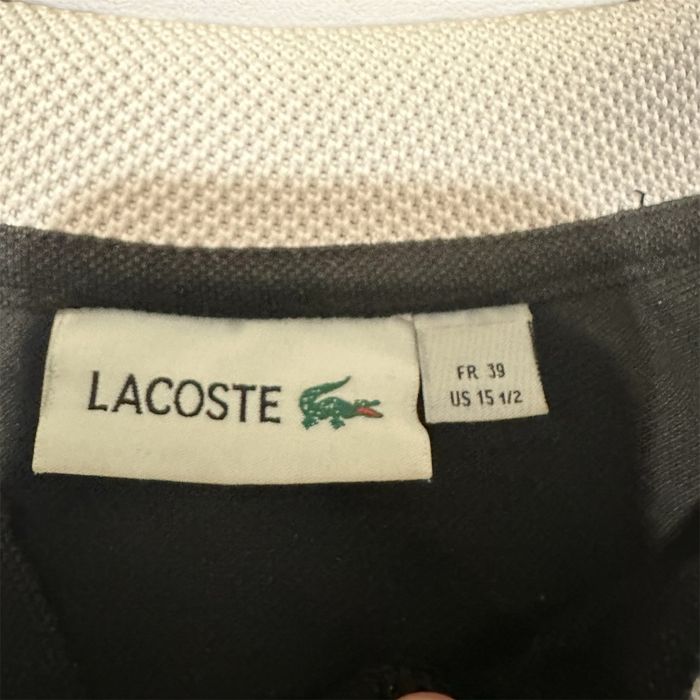 LACOSTE
FR 39
US 15 1/2